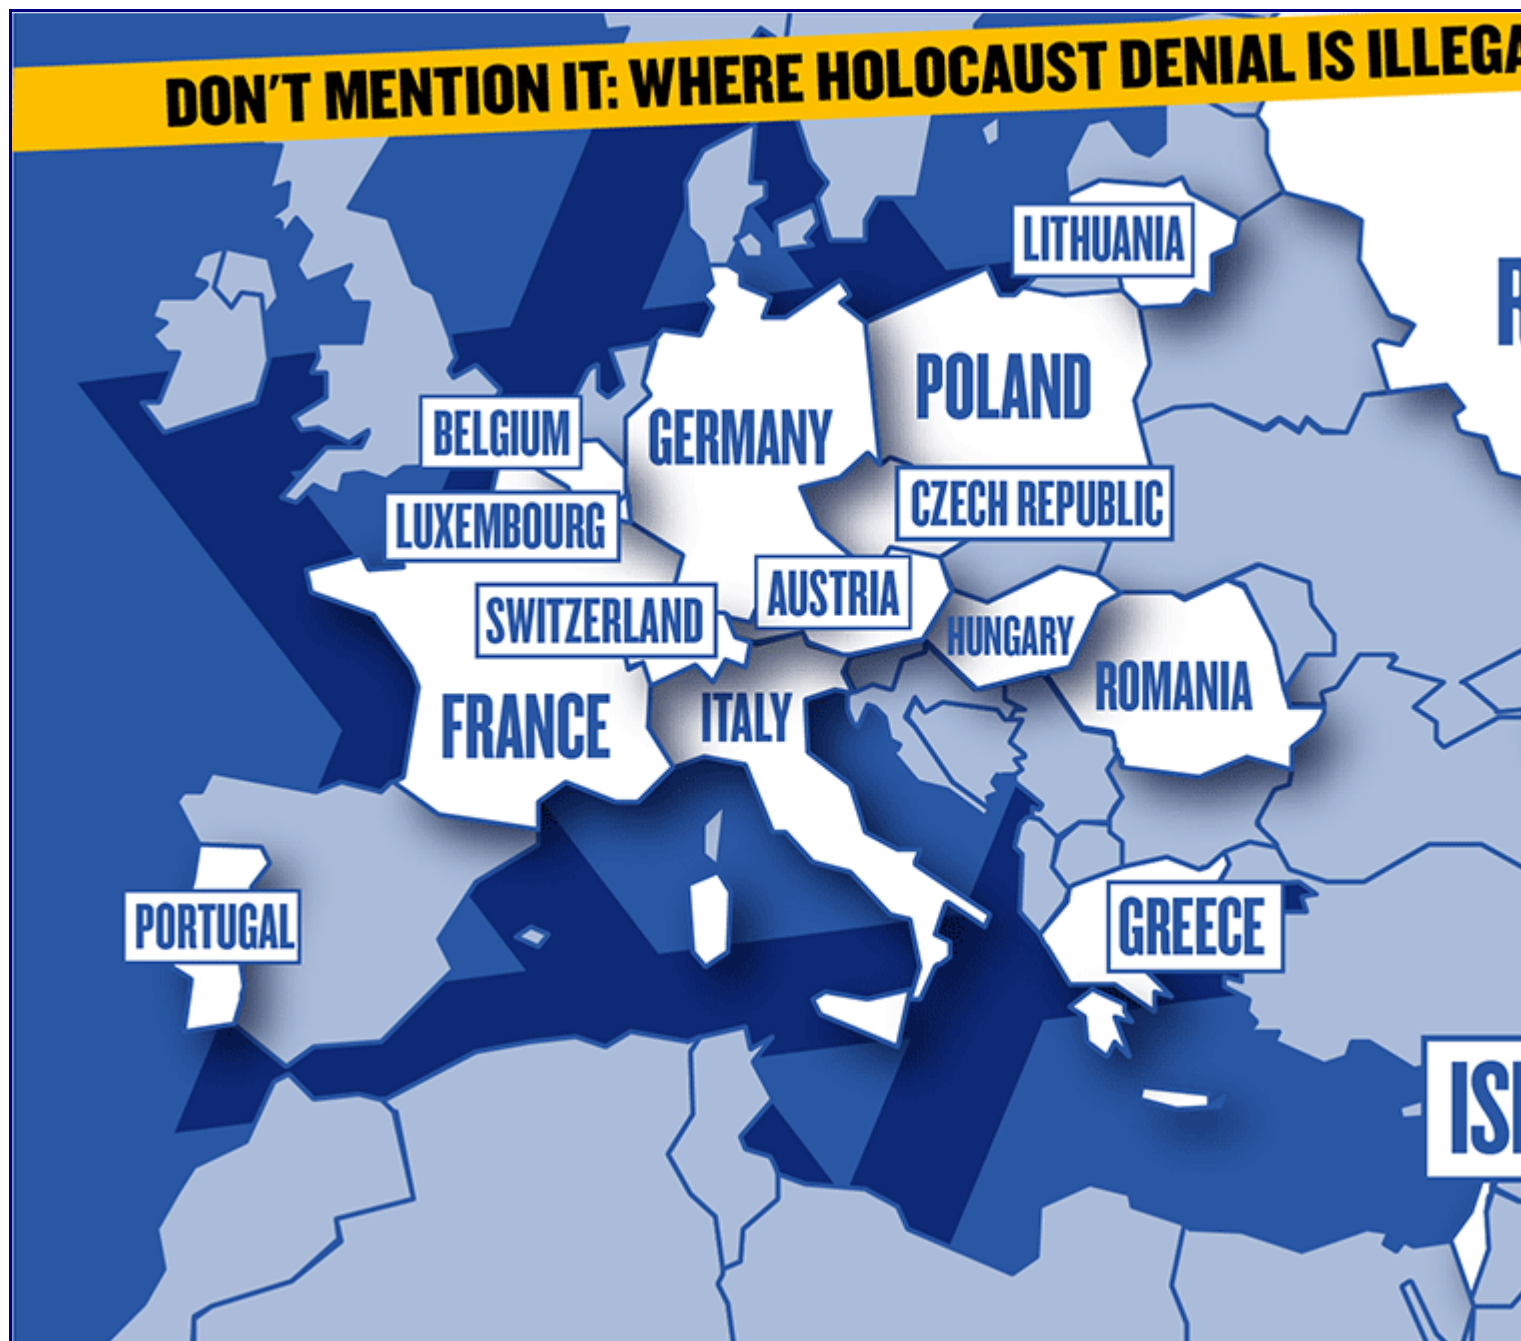 DON'T MENTION IT: WHERE HOLOCAUST DENIAL IS ILLEGA
LITHUANIA
R
POLAND
BELGIUM
GERMANY
CZECH REPUBLIC
LUXEMBOURG
AUSTRIA
SWITZERLAND
HUNGARY
ROMANIA
FRANCE
ITALY
PORTUGAL
GREECE
IS